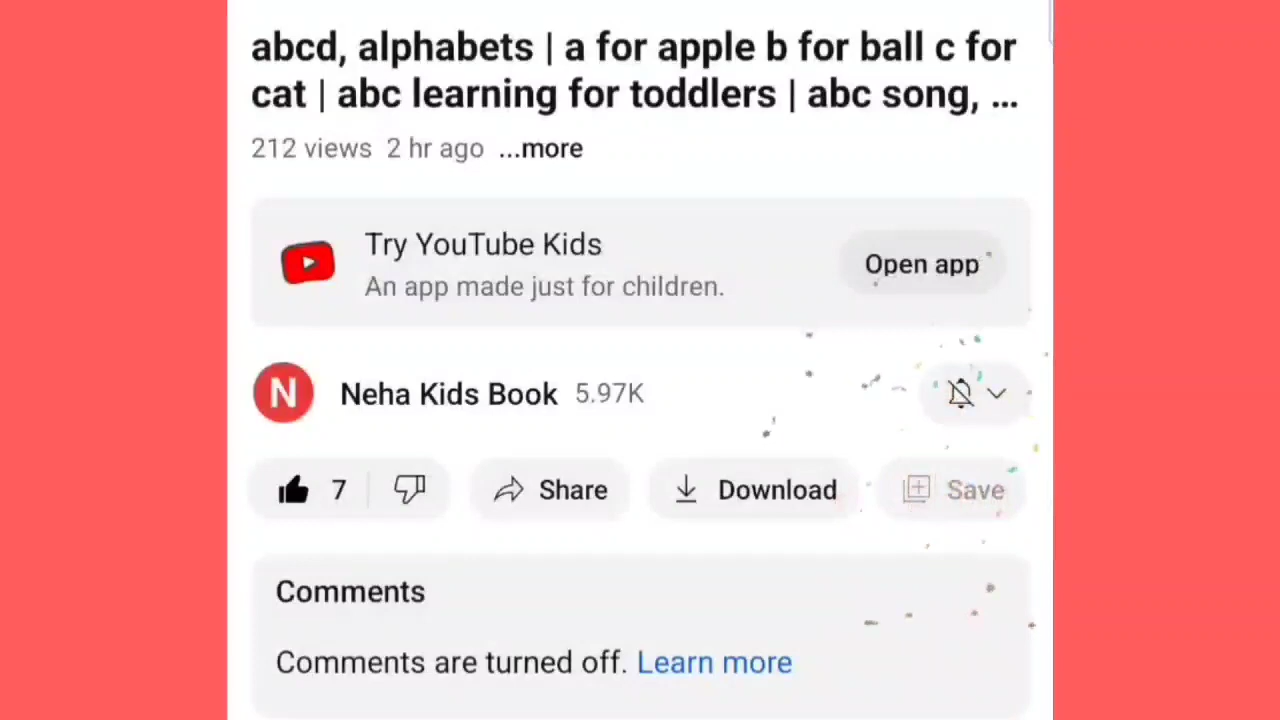 abcd, alphabets | a for apple b for ball c for
cat | abc learning for toddlers | abc song, ...
212 views 2 hr ago ...more
Try YouTube Kids
An app made just for children.
Open app
N
Neha Kids Book 5.97K
7
Share
Download
Save
Comments
Comments are turned off. Learn more